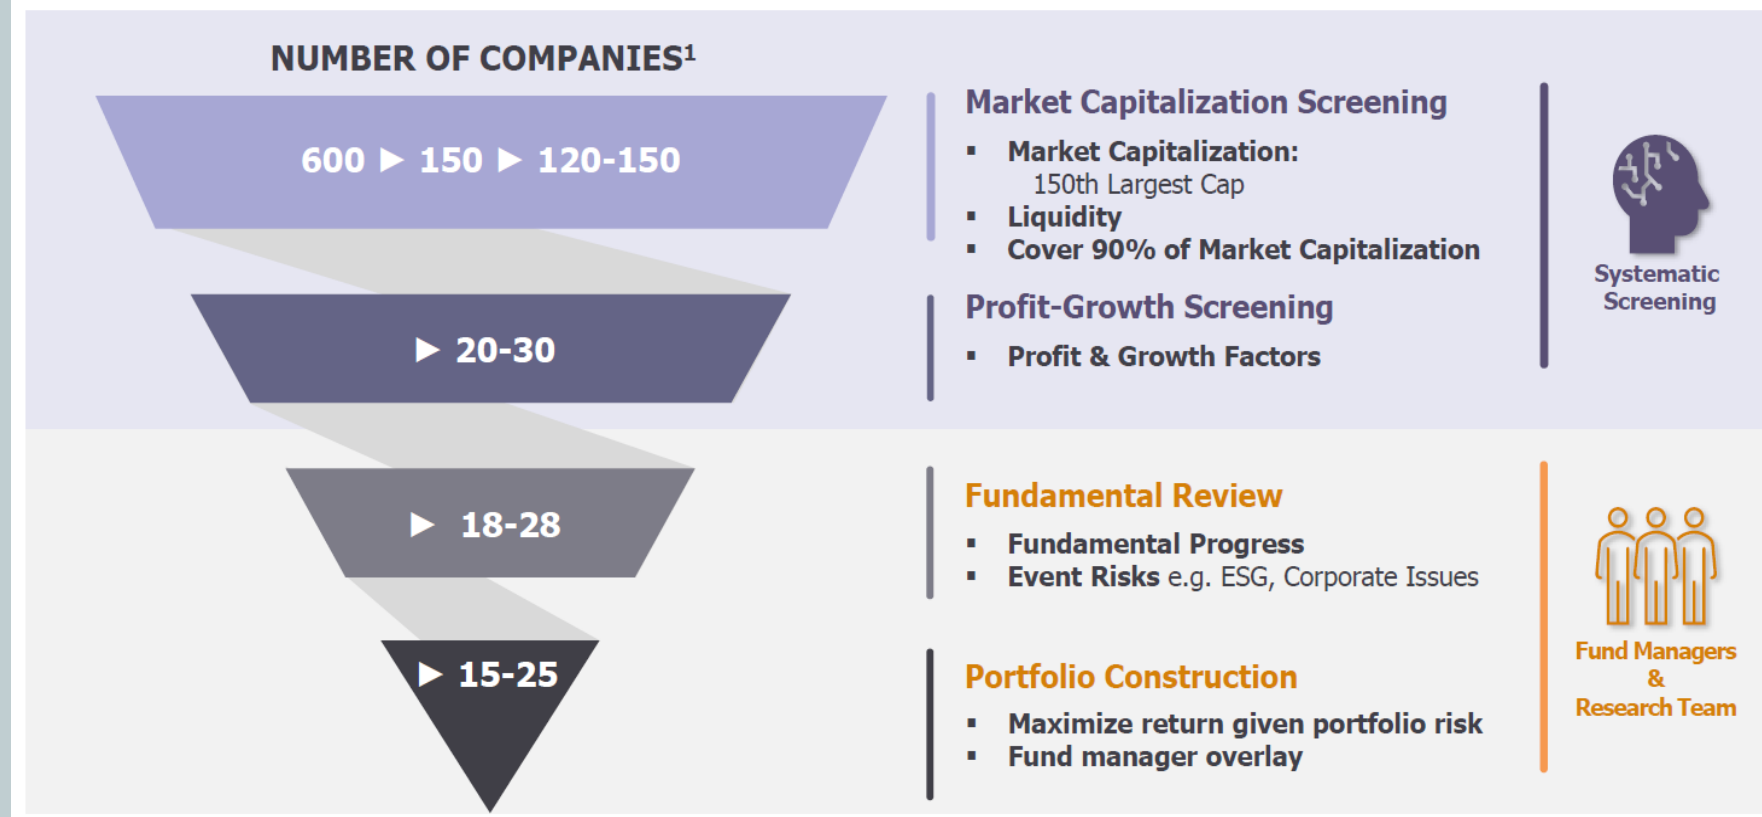 NUMBER OF COMPANIES¹
600 ► 150 ► 120-150
► 20-30
► 18-28
► 15-25
Market Capitalization Screening
▪ Market Capitalization:
150th Largest Cap
▪ Liquidity
▪ Cover 90% of Market Capitalization
Profit-Growth Screening
▪ Profit & Growth Factors
Fundamental Review
▪ Fundamental Progress
▪ Event Risks e.g. ESG, Corporate Issues
Portfolio Construction
▪ Maximize return given portfolio risk
▪ Fund manager overlay
Systematic
Screening
Fund Managers
&
Research Team